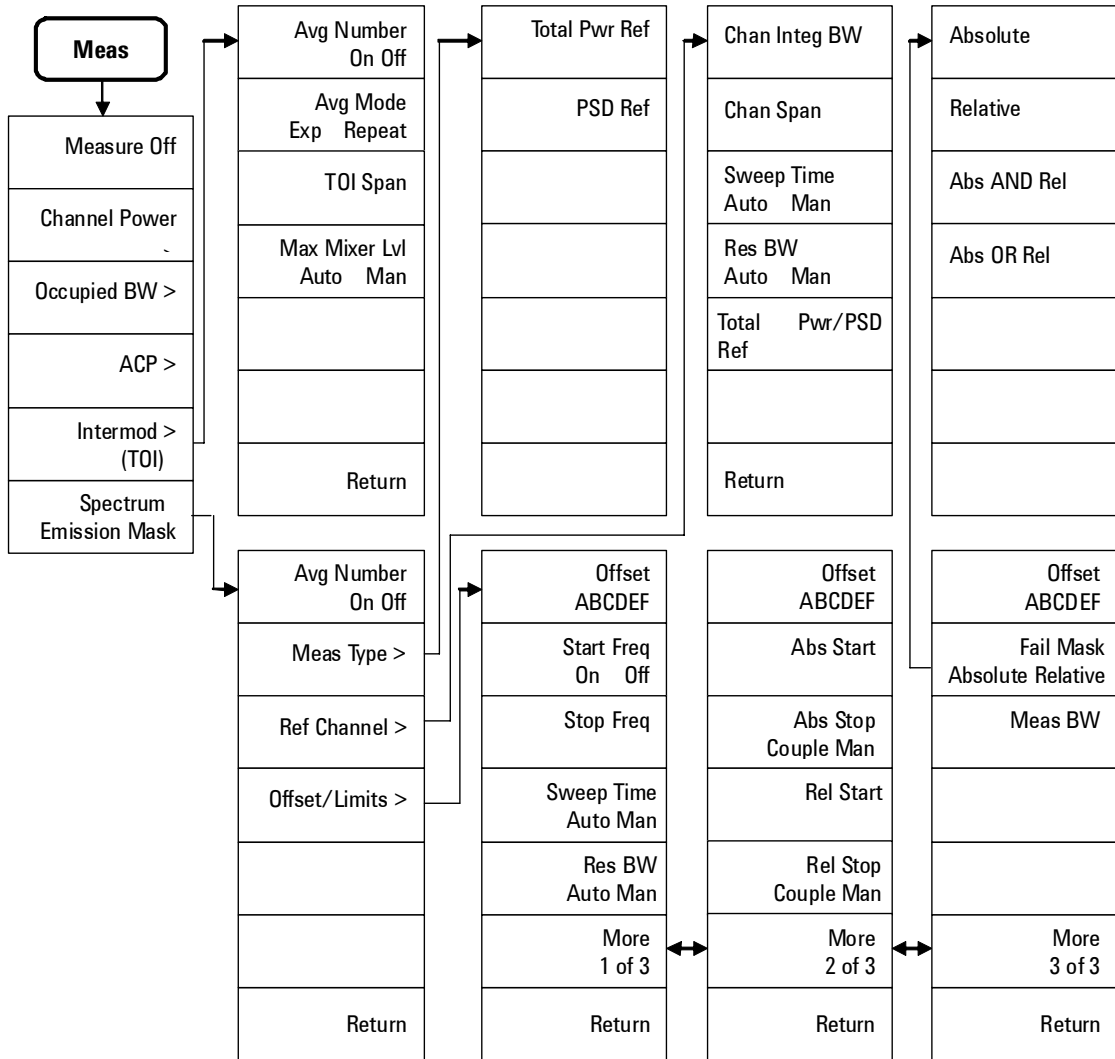 Meas
Measure Off
Channel Power
Occupied BW >
ACP >
Intermod >
(TOI)
Spectrum
Emission Mask
Avg Number
On Off
Avg Mode
Exp Repeat
TOI Span
Max Mixer Lvl
Auto Man
Return
Total Pwr Ref
PSD Ref
Chan Integ BW
Chan Span
Sweep Time
Auto Man
Res BW
Auto Man
Total Pwr/PSD
Ref
Return
Absolute
Relative
Abs AND Rel
Abs OR Rel
Avg Number
On Off
Meas Type >
Ref Channel >
Offset/Limits >
Return
Offset
ABCDEF
Start Freq
On Off
Stop Freq
Sweep Time
Auto Man
Res BW
Auto Man
More
1 of 3
Return
Offset
ABCDEF
Abs Start
Abs Stop
Couple Man
Rel Start
Rel Stop
Couple Man
More
2 of 3
Return
Offset
ABCDEF
Fail Mask
Absolute Relative
Meas BW
More
3 of 3
Return